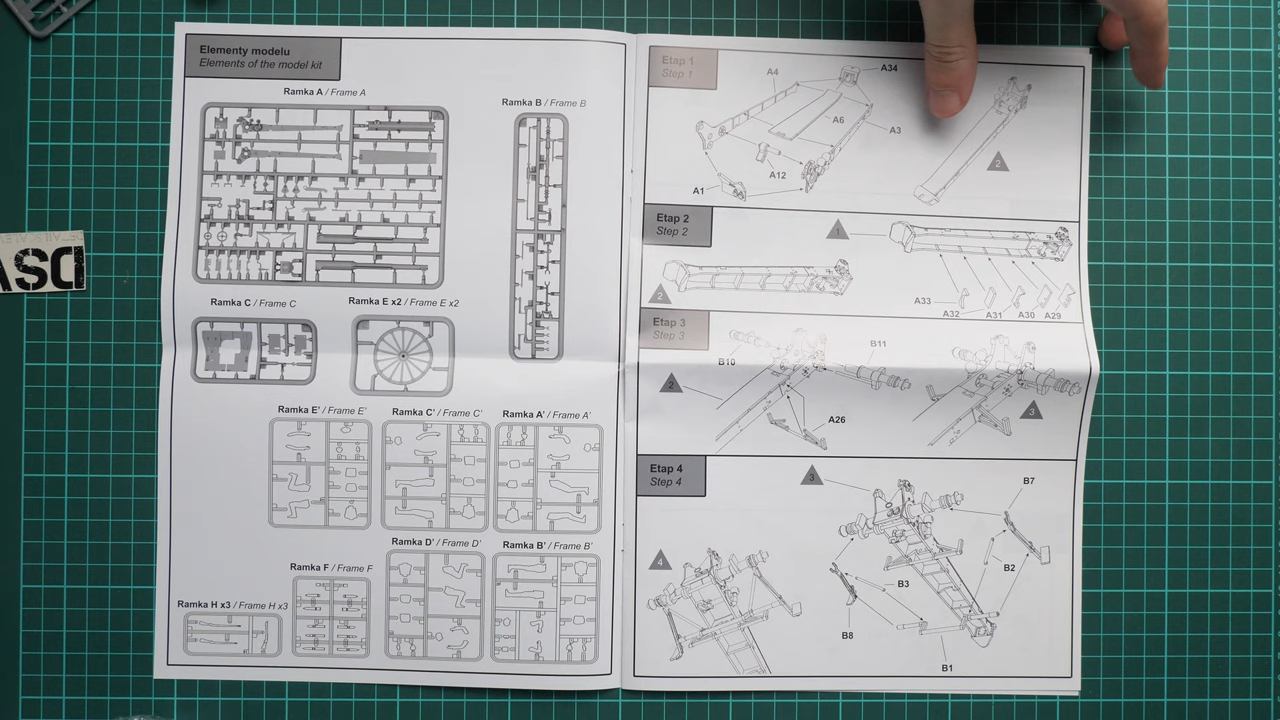 Elementy modelu
Elements of the model kit
Ramka A / Frame A
Ramka B / Frame B
Ramka C / Frame C
Ramka E x2 / Frame E x2
Ramka E' / Frame E'
Ramka C' / Frame C'
Ramka A' / Frame A'
Ramka D' / Frame D'
Ramka B' / Frame B'
Ramka F / Frame F
Ramka H x3 / Frame H x3
Etap 1
Step 1
A4
A34
A6
A3
A12
A1
2
Etap 2
Step 2
1
2
A33
A32
A31
A30
A29
Etap 3
Step 3
B10
B11
2
A26
3
Etap 4
Step 4
3
B7
4
B3
B2
B8
B1
DSN